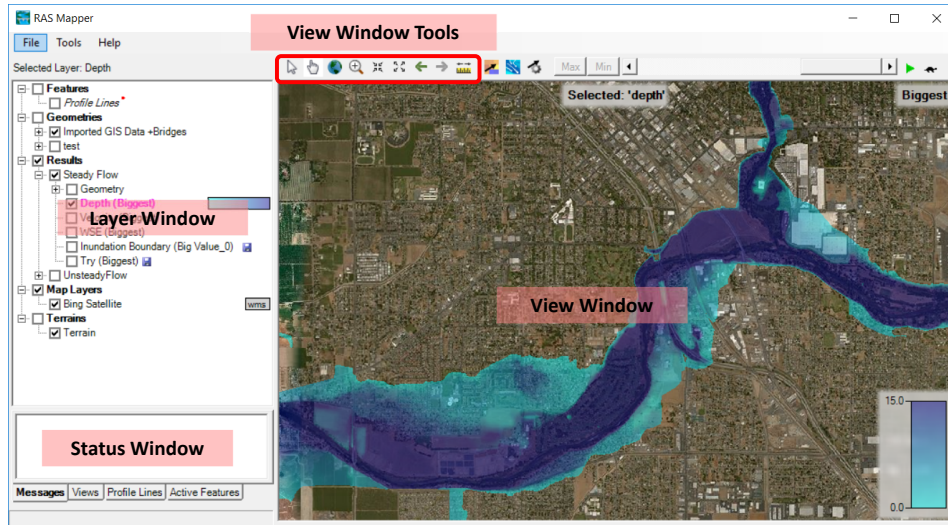 RAS Mapper
View Window Tools
File Tools Help
Selected Layer: Depth
Max Min
Features
Profile Lines *
Geometries
Imported GIS Data +Bridges
test
Results
Steady Flow
Geometry
Depth (Biggest)
Layer Window
WSE (Biggest)
Inundation Boundary (Big Value_0)
Try (Biggest)
UnsteadyFlow
Map Layers
Bing Satellite wms
Terrains
Terrain
Selected: 'depth' Biggest
View Window
15.0
0.0
Status Window
Messages Views Profile Lines Active Features